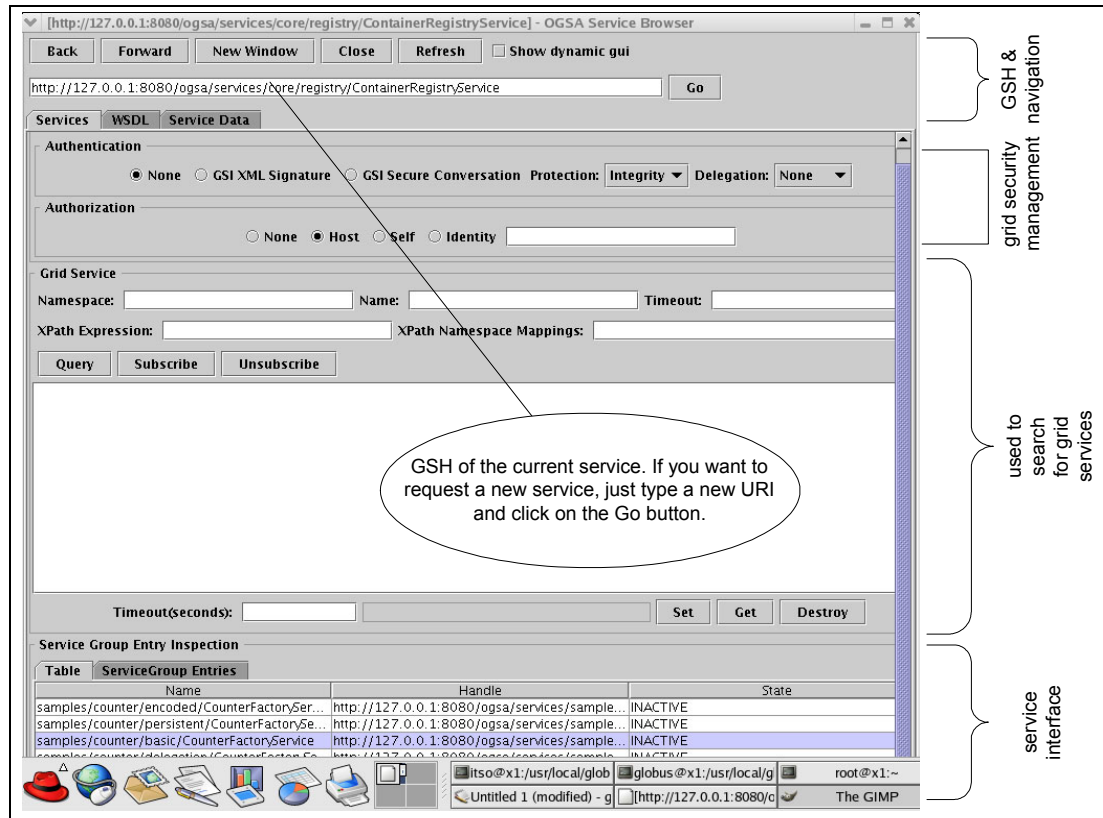 [http://127.0.0.1:8080/ogsa/services/core/registry/ContainerRegistryService] - OGSA Service Browser
Back Forward New Window Close Refresh Show dynamic gui
http://127.0.0.1:8080/ogsa/services/core/registry/ContainerRegistryService Go
Services WSDL Service Data
Authentication
None GSI XML Signature GSI Secure Conversation Protection: Integrity Delegation: None
Authorization
None Host Self Identity
Grid Service
Namespace: Name: Timeout:
XPath Expression: XPath Namespace Mappings:
Query Subscribe Unsubscribe
GSH of the current service. If you want to
request a new service, just type a new URI
and click on the Go button.
Timeout(seconds): Set Get Destroy
Service Group Entry Inspection
Table ServiceGroup Entries
Name Handle State
samples/counter/encoded/CounterFactorySer... http://127.0.0.1:8080/ogsa/services/sample... INACTIVE
samples/counter/persistent/CounterFactorySe... http://127.0.0.1:8080/ogsa/services/sample... INACTIVE
samples/counter/basic/CounterFactoryService http://127.0.0.1:8080/ogsa/services/sample... INACTIVE
itso@x1:/usr/local/glob globus@x1:/usr/local/g root@x1:~
Untitled 1 (modified) - g [http://127.0.0.1:8080/o The GIMP
GSH &
navigation
grid security
management
used to
search
for grid
services
service
interface